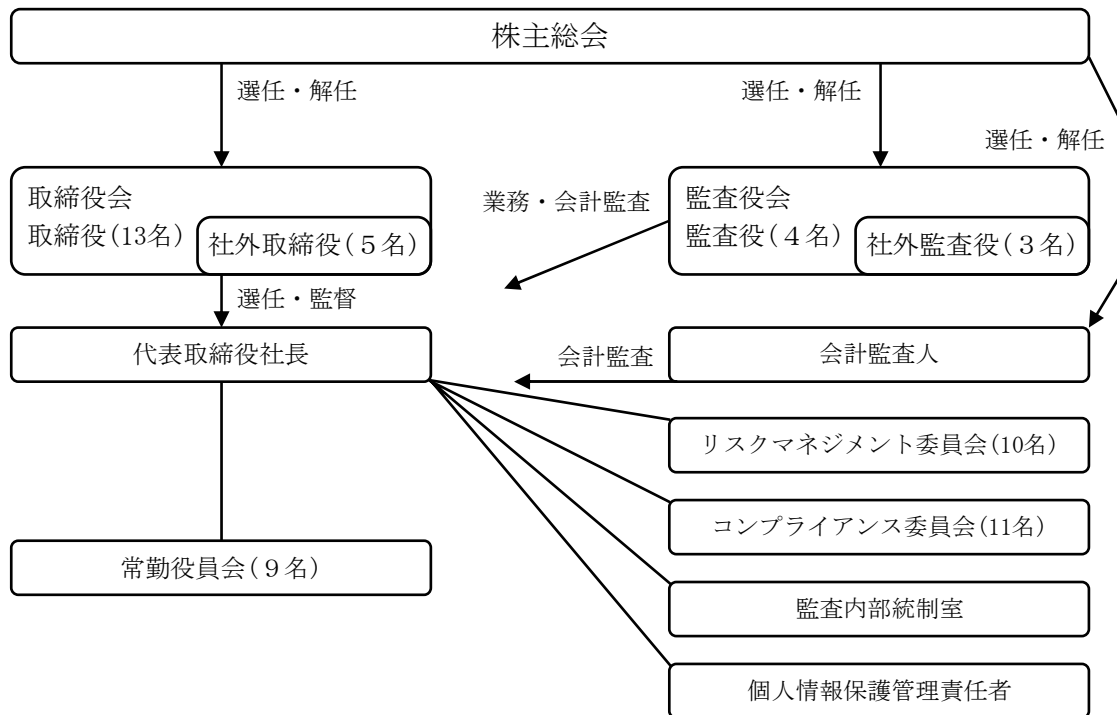 株主総会
選任・解任
選任・解任
選任・解任
取締役会
取締役(13名)
社外取締役(５名)
業務・会計監査
監査役会
監査役(４名)
社外監査役(３名)
選任・監督
代表取締役社長
会計監査
会計監査人
リスクマネジメント委員会(10名)
コンプライアンス委員会(11名)
常勤役員会(９名)
監査内部統制室
個人情報保護管理責任者